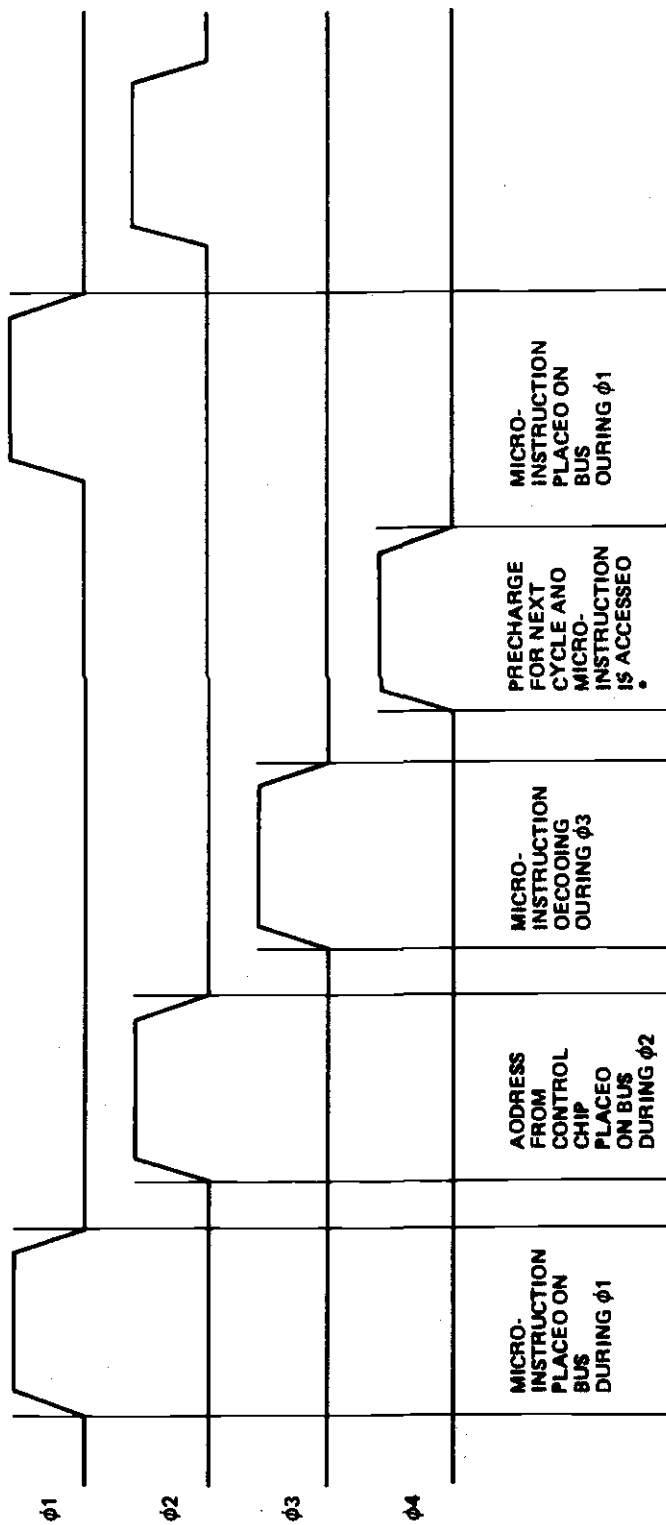 φ1
φ2
φ3
φ4
MICRO-
INSTRUCTION
PLACEO ON
BUS
DURING φ1
AODRESS
FROM
CONTROL
CHIP
PLACEO
ON BUS
DURING φ2
MICRO-
INSTRUCTION
OECOOING
OURING φ3
PRECHARGE
FOR NEXT
CYCLE ANO
MICRO-
INSTRUCTION
IS ACCESSEO
*
MICRO-
INSTRUCTION
PLACEO ON
BUS
OURING φ1